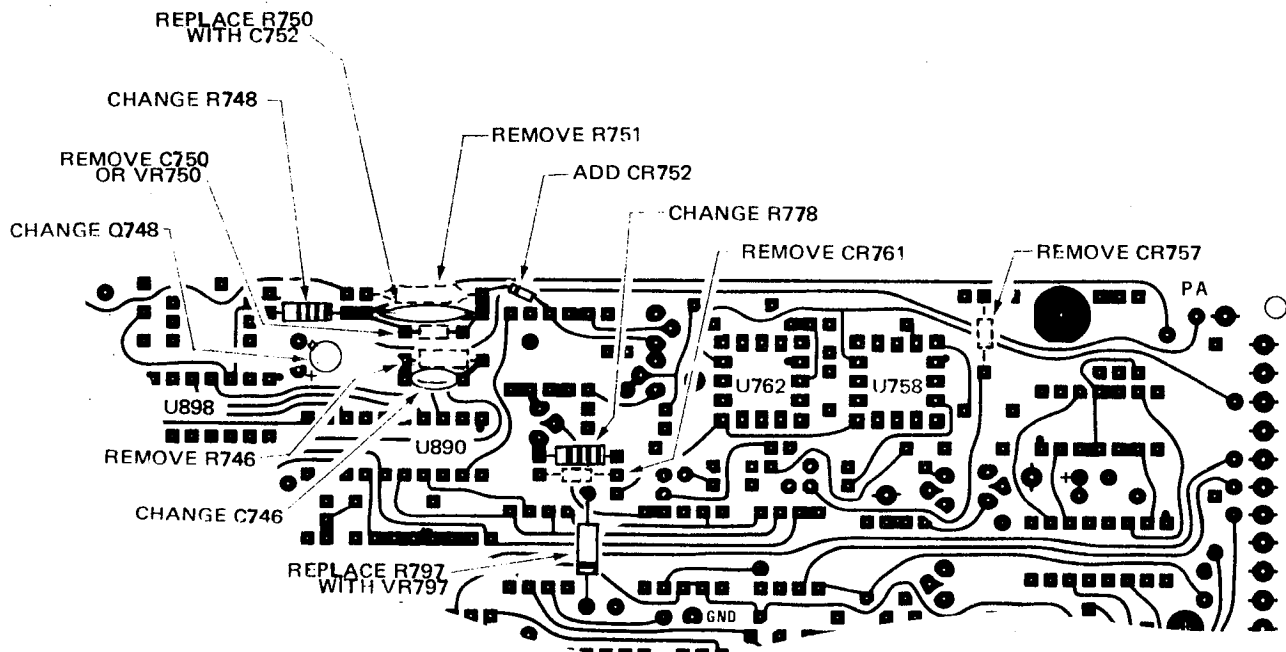 REPLACE R750
WITH C752
CHANGE R748
REMOVE R751
REMOVE C750
OR VR750
ADD CR752
CHANGE R778
CHANGE Q748
REMOVE CR761
REMOVE CR757
PA
U762
U758
U898
U890
REMOVE R746
CHANGE C746
REPLACE R797
WITH VR797
GND